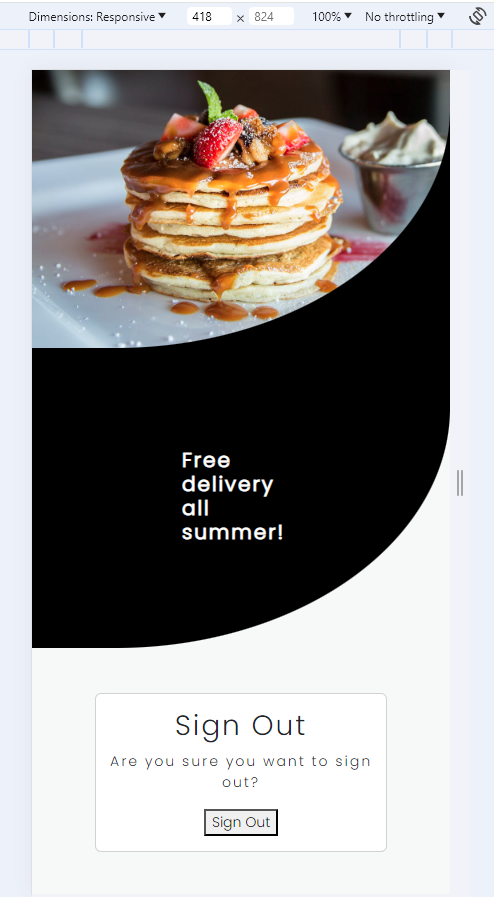 Dimensions: Responsive 418 × 824 100% No throttling
Free
delivery
all
summer!
Sign Out
Are you sure you want to sign
out?
Sign Out